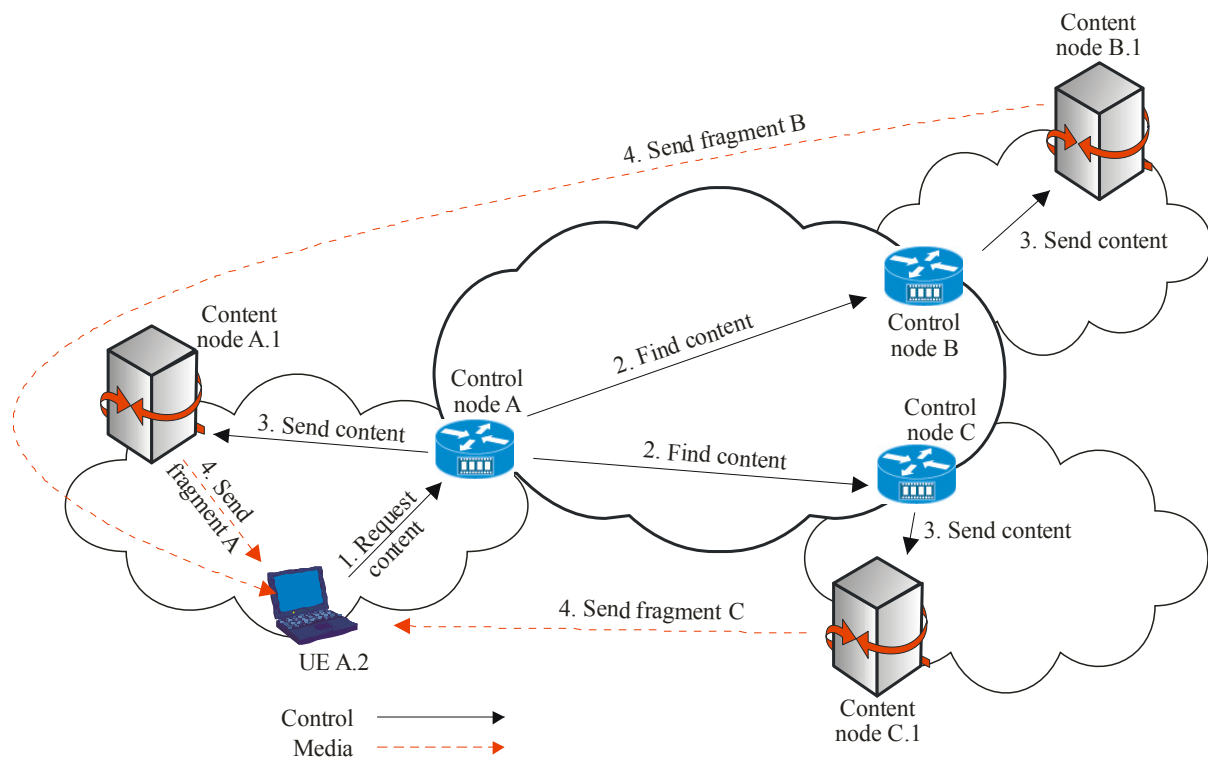 Content
node B.1
4. Send fragment B
3. Send content
Content
node A.1
2. Find content
Control
node B
Control
node A
Control
node C
3. Send content
2. Find content
4. Send
fragment A
1. Request
content
3. Send content
4. Send fragment C
UE A.2
Content
node C.1
Control
Media